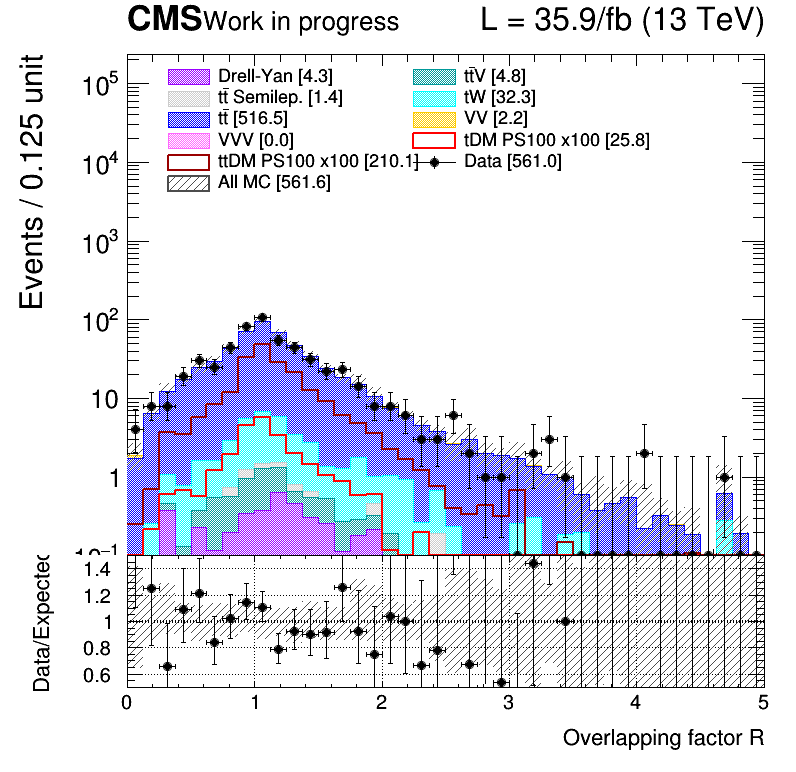 CMS Work in progress L = 35.9/fb (13 TeV)
Events / 0.125 unit
Drell-Yan [4.3] tt̄V [4.8]
tt̄ Semilep. [1.4] tW [32.3]
tt̄ [516.5] VV [2.2]
VVV [0.0] tDM PS100 x100 [25.8]
ttDM PS100 x100 [210.1] Data [561.0]
All MC [561.6]
10⁵
10⁴
10³
10²
10
1
10⁻¹
Data/Expected
1.4
1.2
1
0.8
0.6
0 1 2 3 4 5
Overlapping factor R